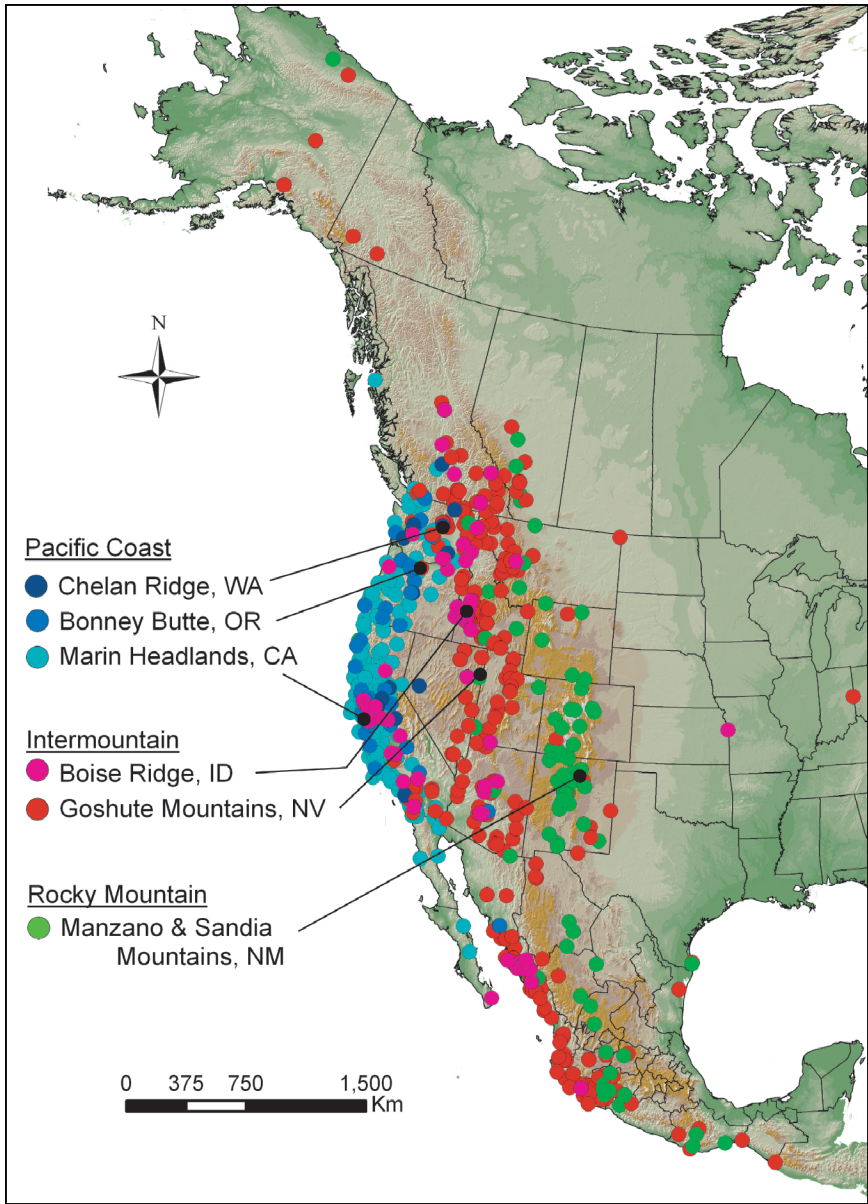 N
Pacific Coast
Chelan Ridge, WA
Bonney Butte, OR
Marin Headlands, CA
Intermountain
Boise Ridge, ID
Goshute Mountains, NV
Rocky Mountain
Manzano & Sandia
Mountains, NM
0 375 750 1,500
Km